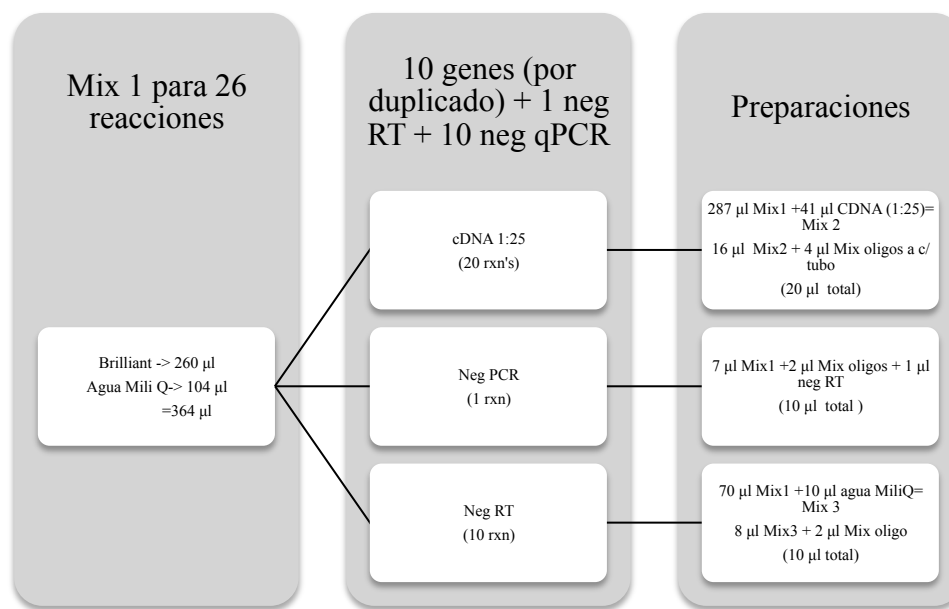 Mix 1 para 26
reacciones
Brilliant -> 260 µl
Agua Mili Q-> 104 µl
=364 µl
10 genes (por
duplicado) + 1 neg
RT + 10 neg qPCR
cDNA 1:25
(20 rxn's)
Neg PCR
(1 rxn)
Neg RT
(10 rxn)
Preparaciones
287 µl Mix1 +41 µl CDNA (1:25)=
Mix 2
16 µl  Mix2 + 4 µl Mix oligos a c/
tubo
(20 µl  total)
7 µl Mix1 +2 µl Mix oligos + 1 µl
neg RT
(10 µl  total )
70 µl Mix1 +10 µl agua MiliQ=
Mix 3
8 µl Mix3 + 2 µl Mix oligo
(10 µl total)